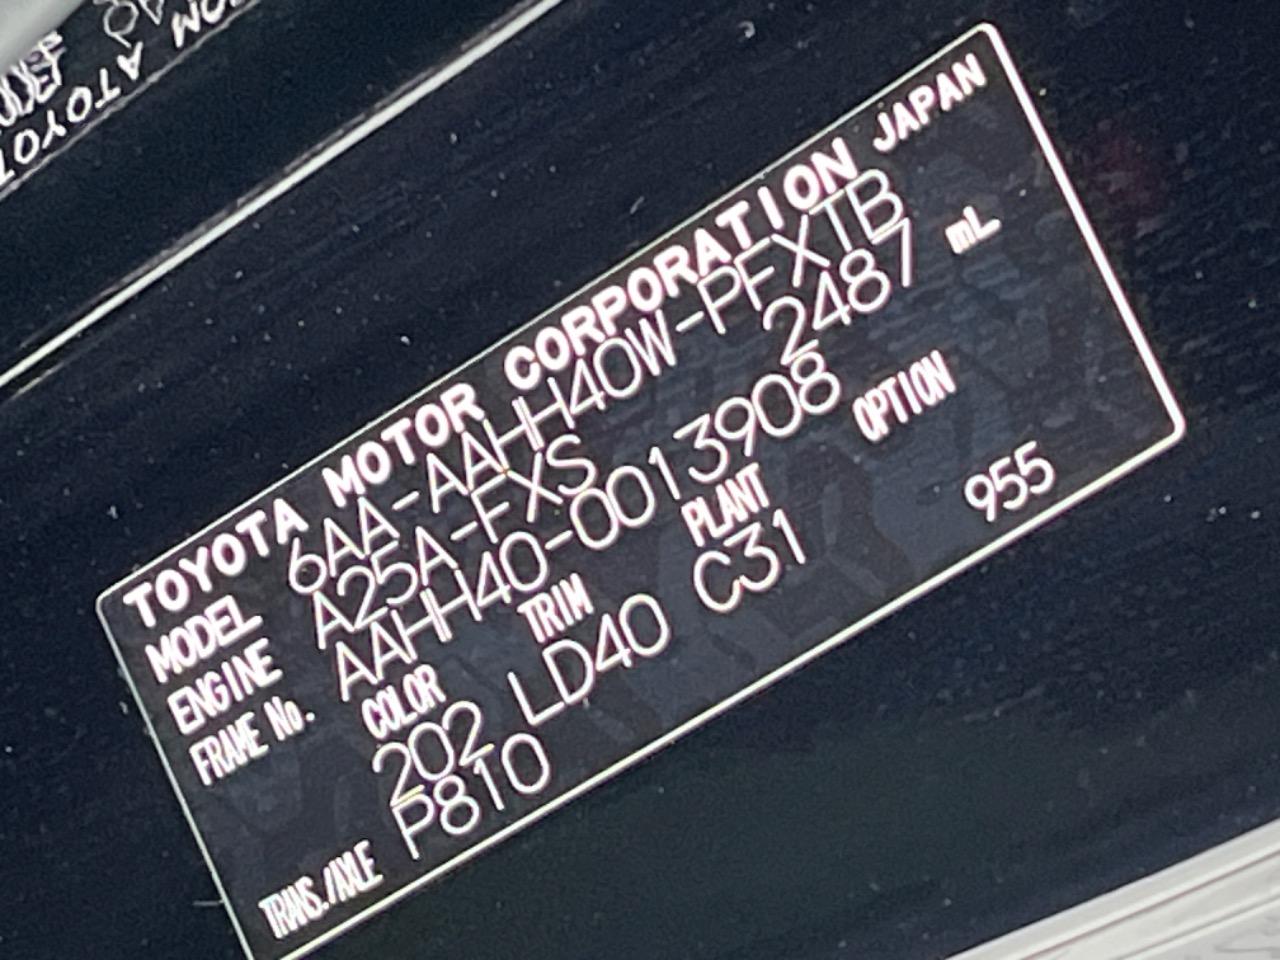 TOYOTA MOTOR CORPORATION JAPAN
MODEL 6AA-AAHH40W-PFXTB
ENGINE A25A-FXS 2487 mL
FRAME No. AAHH40-0013908
COLOR TRIM PLANT OPTION
202 LD40 C31 955
TRANS./AXLE P810